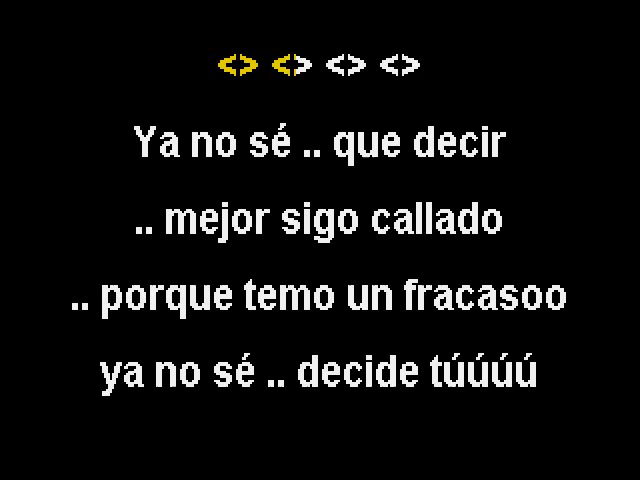 <> <> <> <>
Ya no sé .. que decir
.. mejor sigo callado
.. porque temo un fracasoo
ya no sé .. decide túúúú